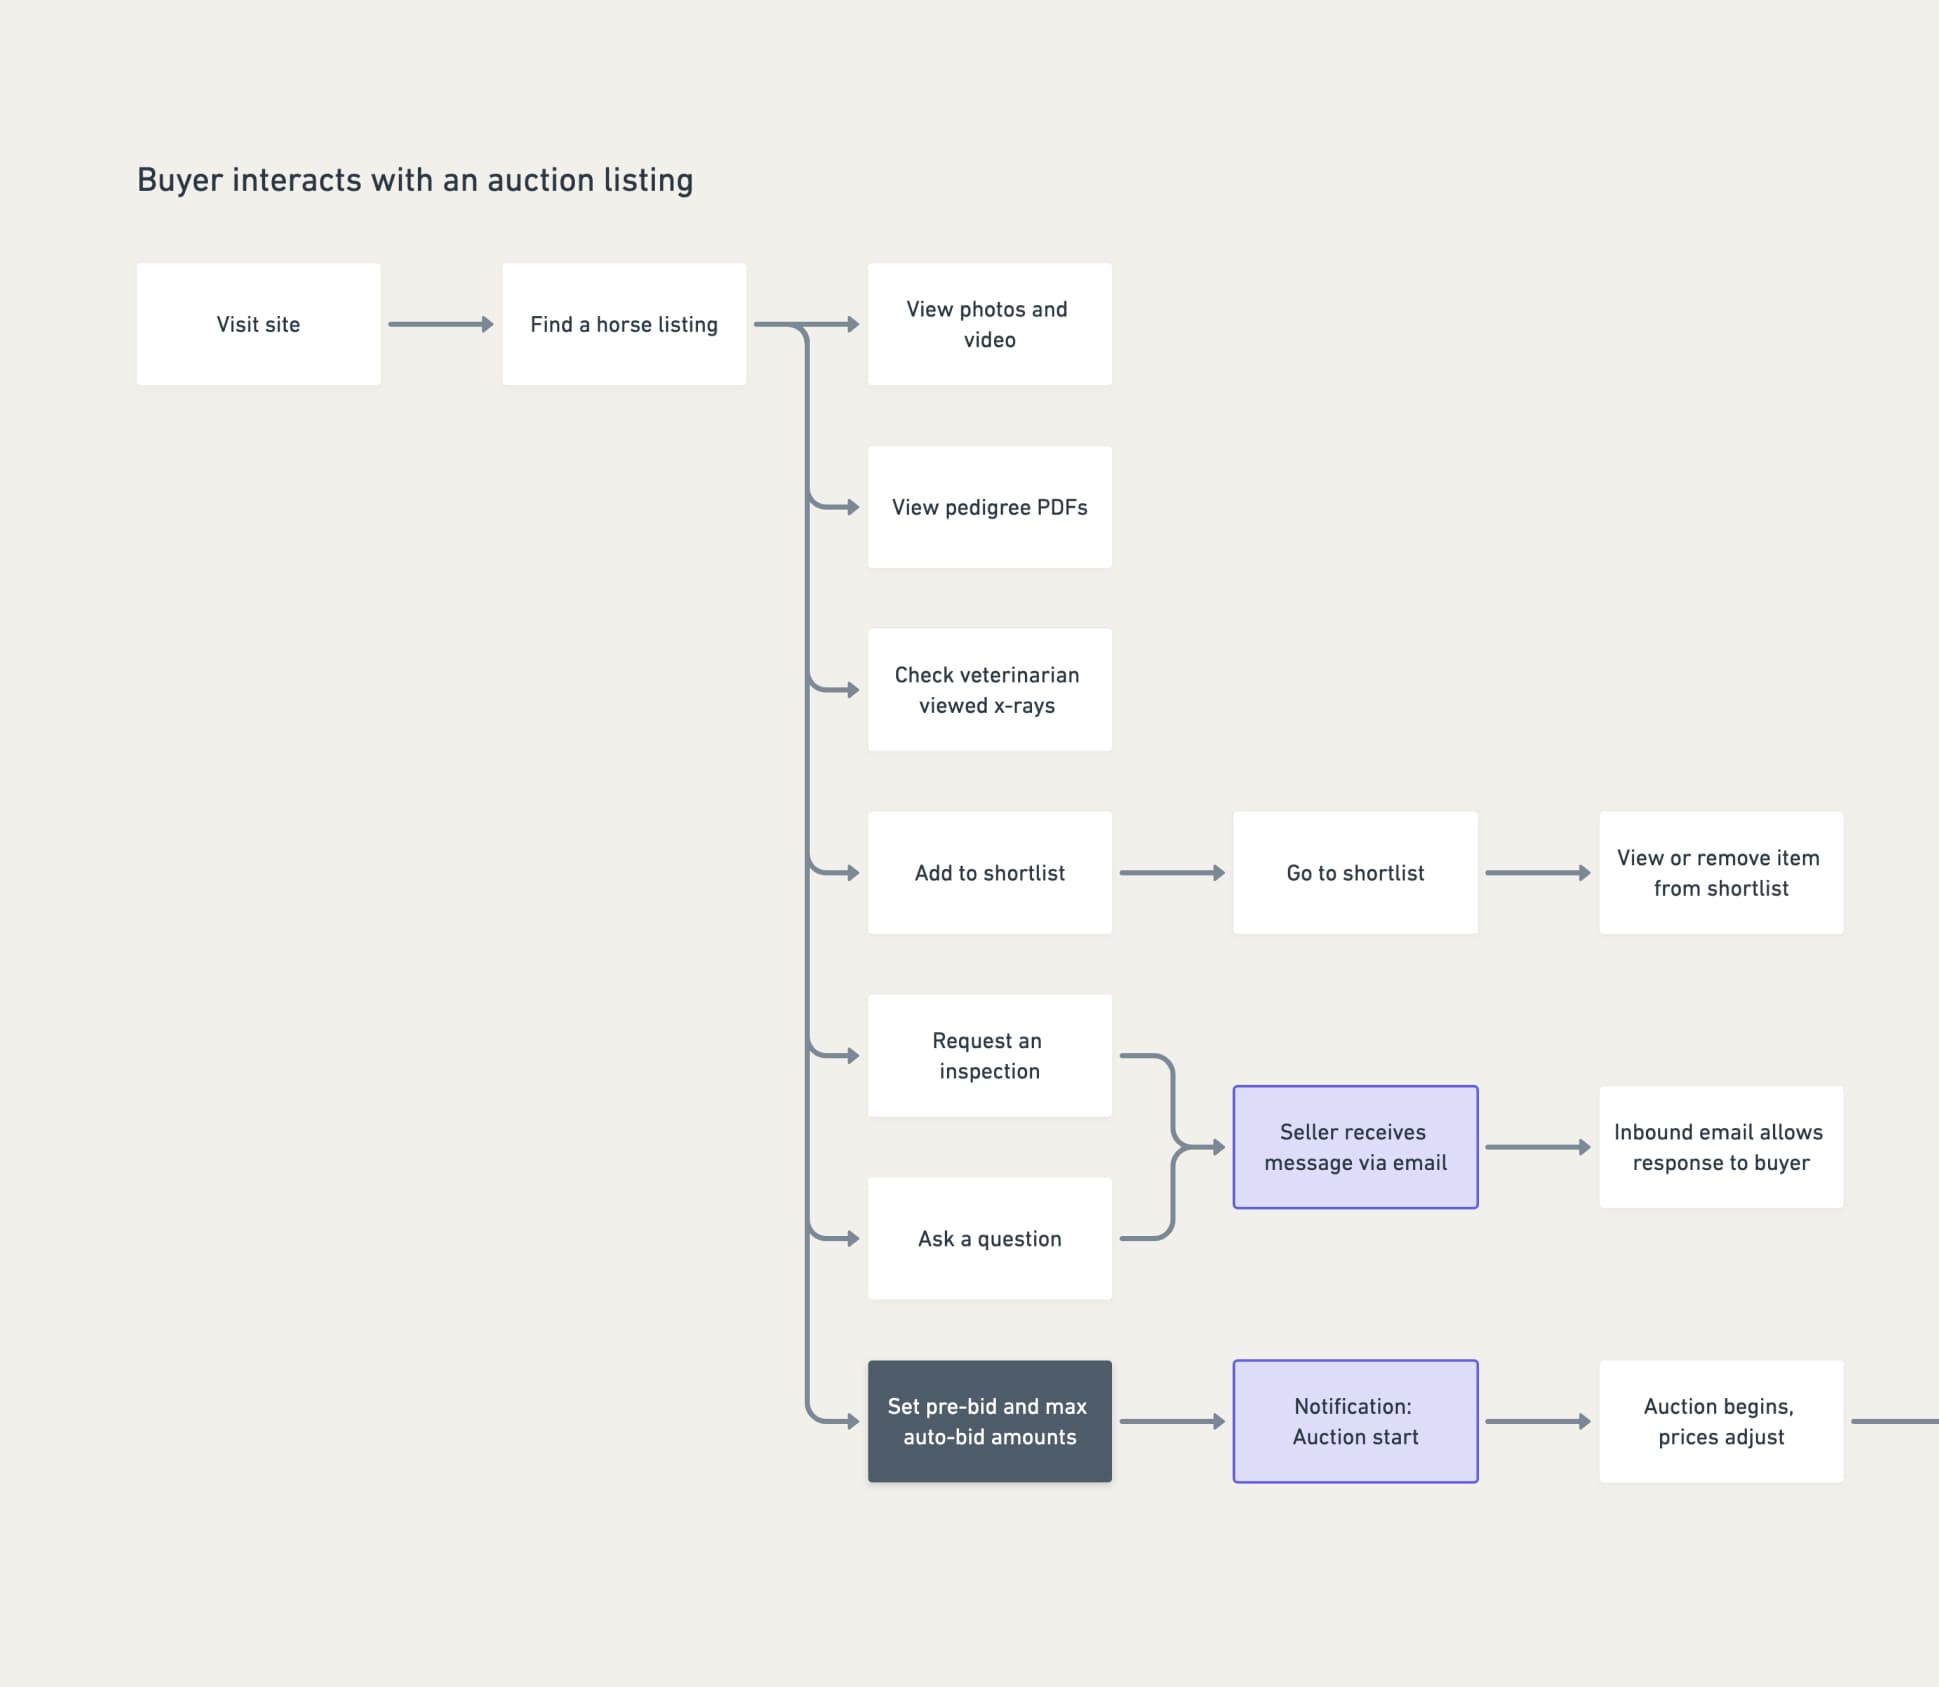 Buyer interacts with an auction listing
Visit site
Find a horse listing
View photos and
video
View pedigree PDFs
Check veterinarian
viewed x-rays
Add to shortlist
Go to shortlist
View or remove item
from shortlist
Request an
inspection
Ask a question
Seller receives
message via email
Inbound email allows
response to buyer
Set pre-bid and max
auto-bid amounts
Notification:
Auction start
Auction begins,
prices adjust